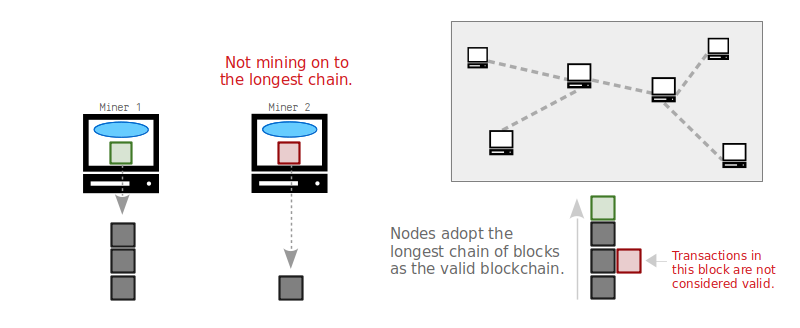 Not mining on to
the longest chain.
Miner 1
Miner 2
Nodes adopt the
longest chain of blocks
as the valid blockchain.
Transactions in
this block are not
considered valid.